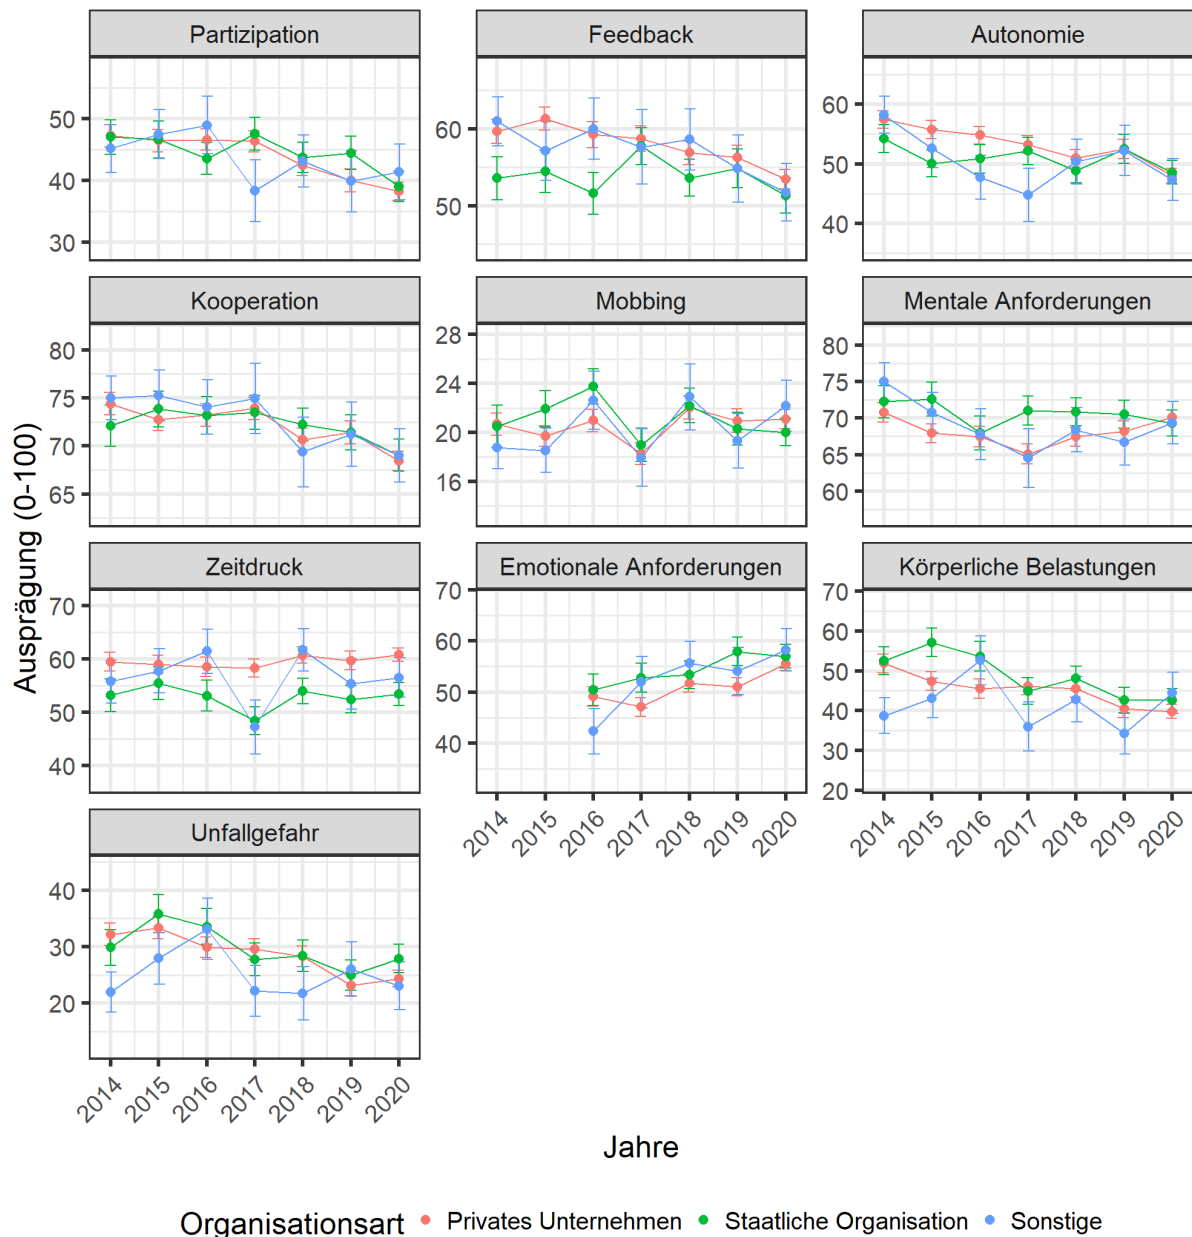 Partizipation
Feedback
Autonomie
50
40
30
60
50
60
50
40
Kooperation
Mobbing
Mentale Anforderungen
80
75
70
65
28
24
20
16
80
75
70
65
60
Zeitdruck
Emotionale Anforderungen
Körperliche Belastungen
70
60
50
40
70
60
50
40
70
60
50
40
30
20
2014 2015 2016 2017 2018 2019 2020
2014 2015 2016 2017 2018 2019 2020
Unfallgefahr
40
30
20
2014 2015 2016 2017 2018 2019 2020
Ausprägung (0-100)
Jahre
Organisationsart Privates Unternehmen Staatliche Organisation Sonstige